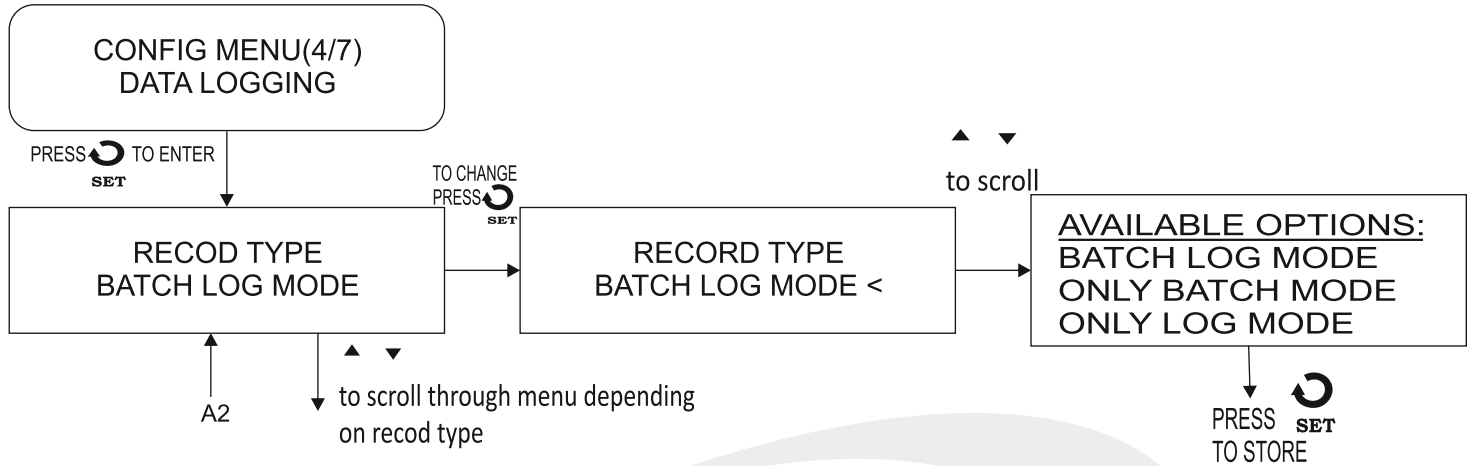 CONFIG MENU(4/7)
DATA LOGGING
PRESS TO ENTER
SET
RECOD TYPE
BATCH LOG MODE
TO CHANGE
PRESS
SET
RECORD TYPE
BATCH LOG MODE <
to scroll
AVAILABLE OPTIONS:
BATCH LOG MODE
ONLY BATCH MODE
ONLY LOG MODE
A2
to scroll through menu depending
on recod type
PRESS SET
TO STORE